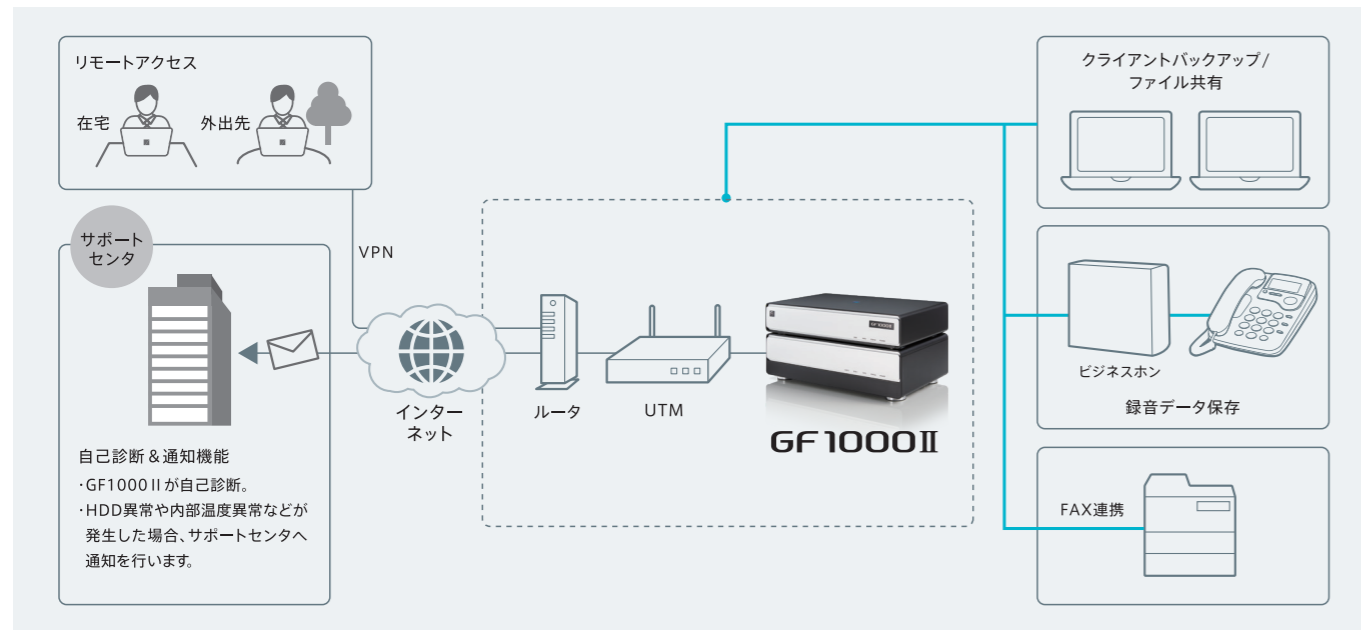 リモートアクセス
在宅
外出先
VPN
サポート
センタ
自己診断&通知機能
・GF1000Ⅱが自己診断。
・HDD異常や内部温度異常などが
発生した場合、サポートセンタへ
通知を行います。
インター
ネット
ルータ
UTM
GF1000Ⅱ
GF1000Ⅱ
クライアントバックアップ/
ファイル共有
ビジネスホン
録音データ保存
FAX連携